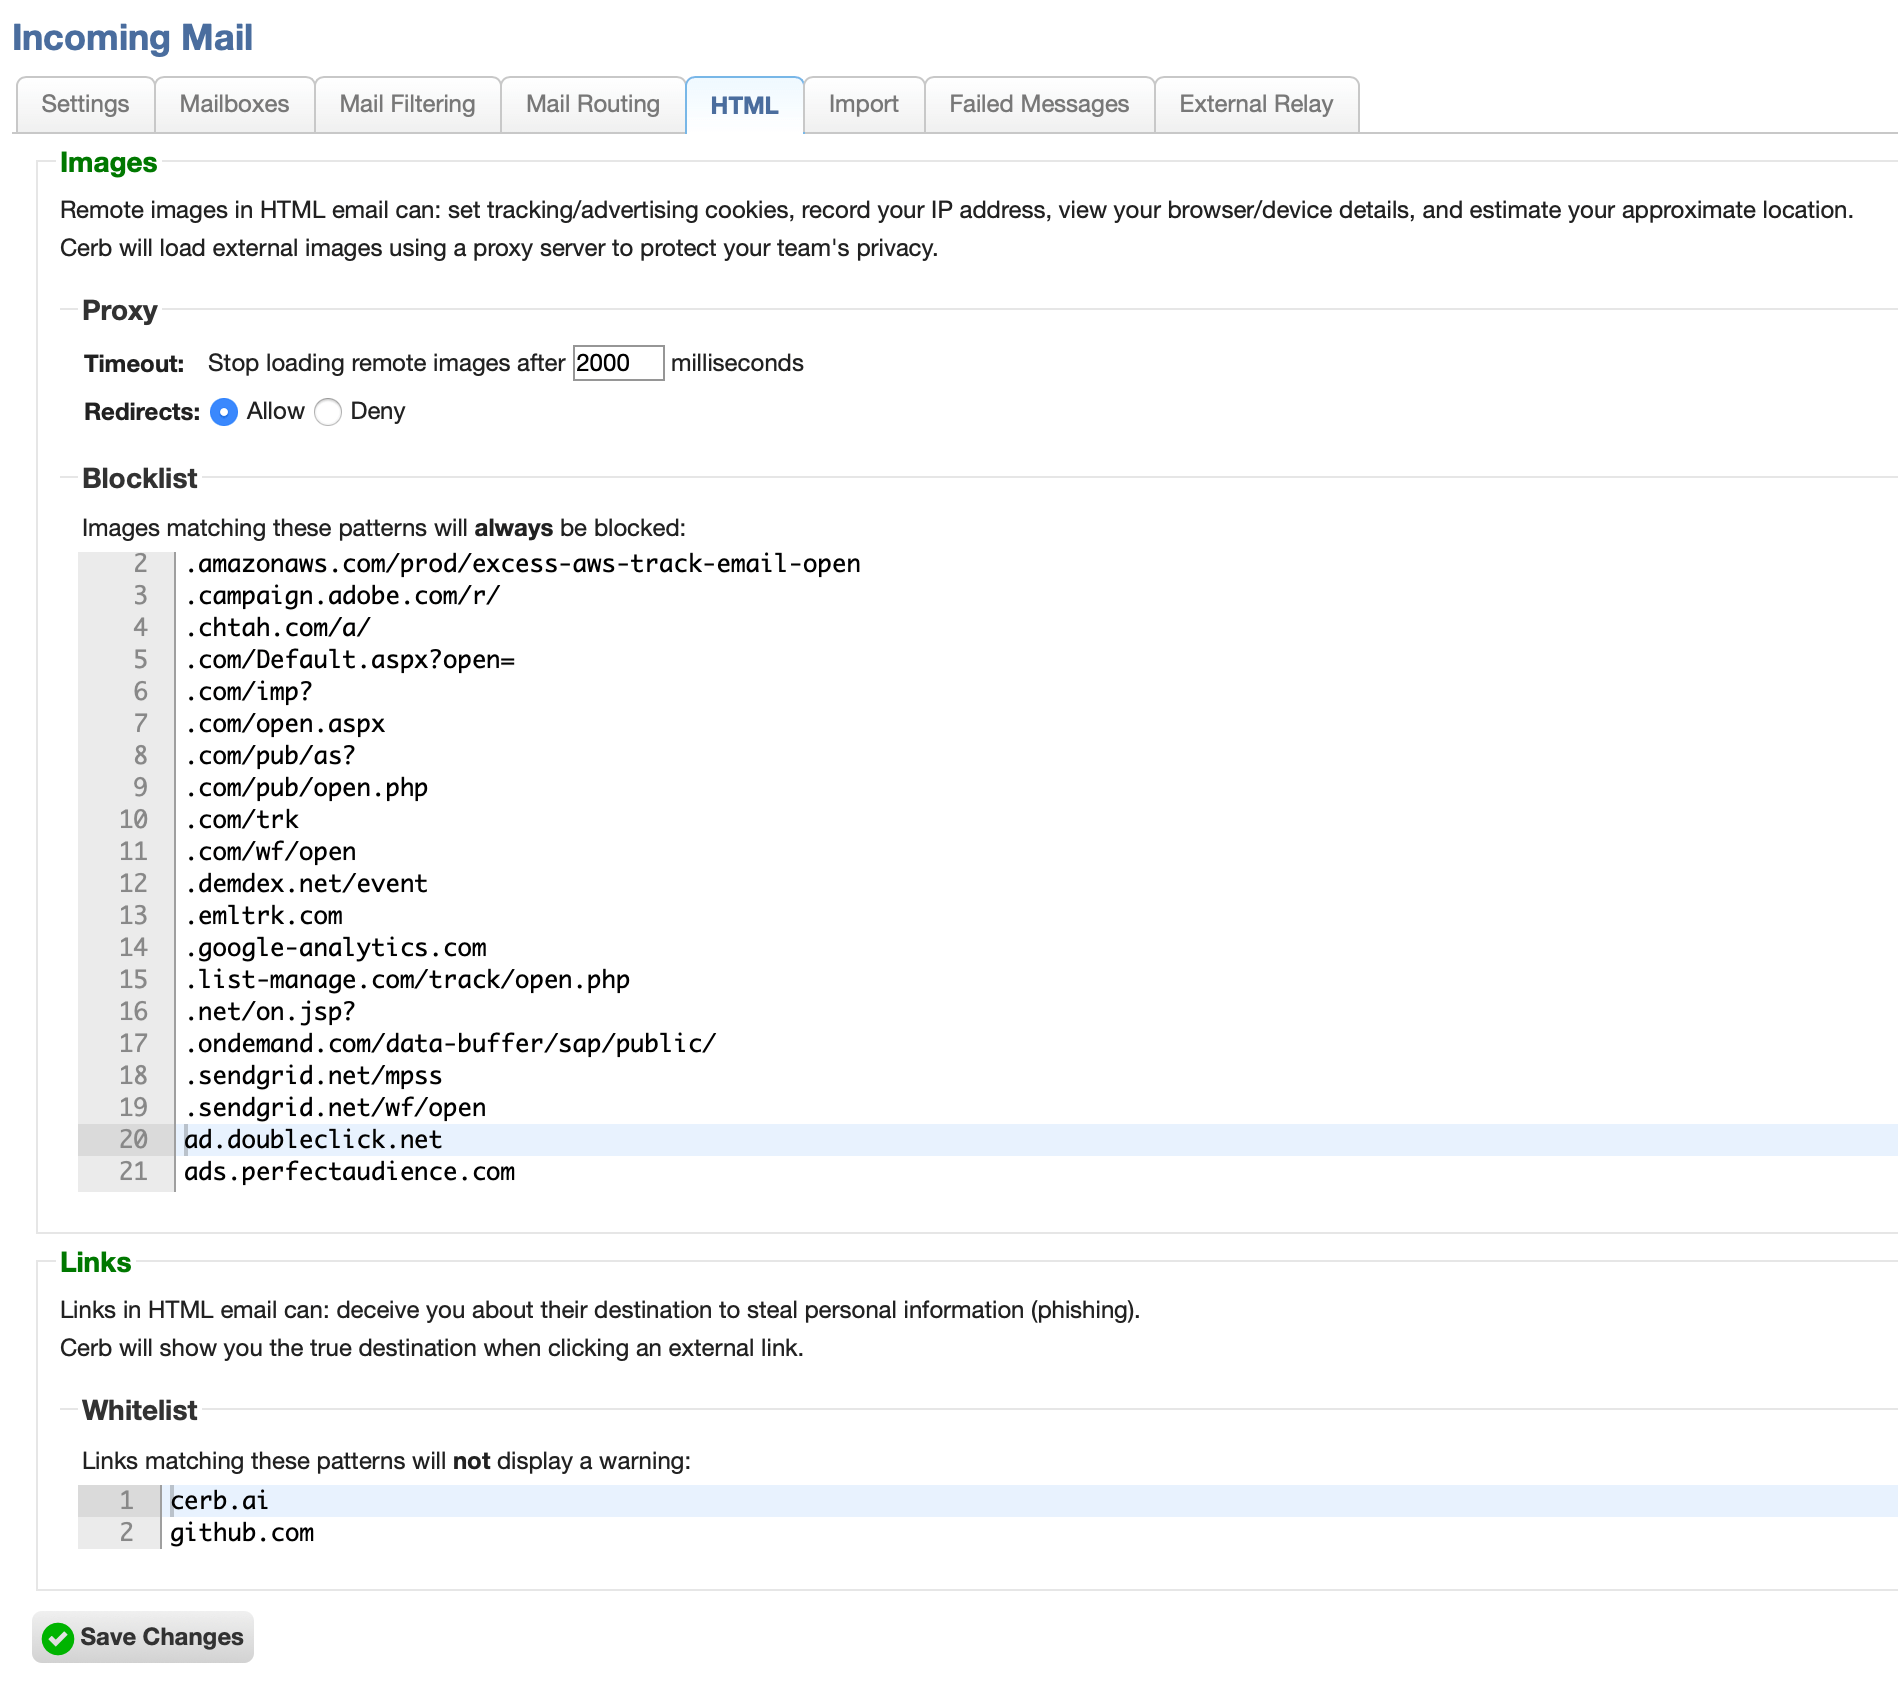 Incoming Mail
Settings Mailboxes Mail Filtering Mail Routing HTML Import Failed Messages External Relay
Images
Remote images in HTML email can: set tracking/advertising cookies, record your IP address, view your browser/device details, and estimate your approximate location.
Cerb will load external images using a proxy server to protect your team's privacy.
Proxy
Timeout: Stop loading remote images after 2000 milliseconds
Redirects: Allow Deny
Blocklist
Images matching these patterns will always be blocked:
2 .amazonaws.com/prod/excess-aws-track-email-open
3 .campaign.adobe.com/r/
4 .chtah.com/a/
5 .com/Default.aspx?open=
6 .com/imp?
7 .com/open.aspx
8 .com/pub/as?
9 .com/pub/open.php
10 .com/trk
11 .com/wf/open
12 .demdex.net/event
13 .emltrk.com
14 .google-analytics.com
15 .list-manage.com/track/open.php
16 .net/on.jsp?
17 .ondemand.com/data-buffer/sap/public/
18 .sendgrid.net/mpss
19 .sendgrid.net/wf/open
20 ad.doubleclick.net
21 ads.perfectaudience.com
Links
Links in HTML email can: deceive you about their destination to steal personal information (phishing).
Cerb will show you the true destination when clicking an external link.
Whitelist
Links matching these patterns will not display a warning:
1 cerb.ai
2 github.com
Save Changes